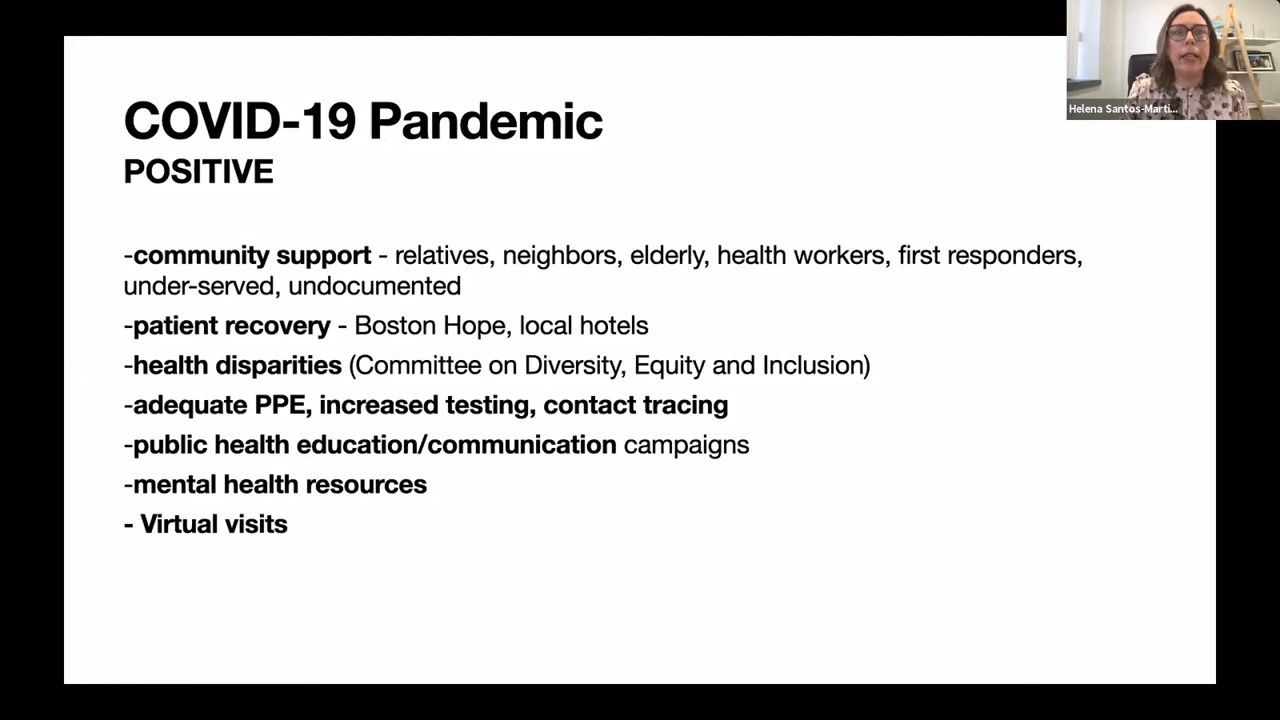 COVID-19 Pandemic
POSITIVE
-community support - relatives, neighbors, elderly, health workers, first responders,
under-served, undocumented
-patient recovery - Boston Hope, local hotels
-health disparities (Committee on Diversity, Equity and Inclusion)
-adequate PPE, increased testing, contact tracing
-public health education/communication campaigns
-mental health resources
- Virtual visits
Helena Santos-Marti...